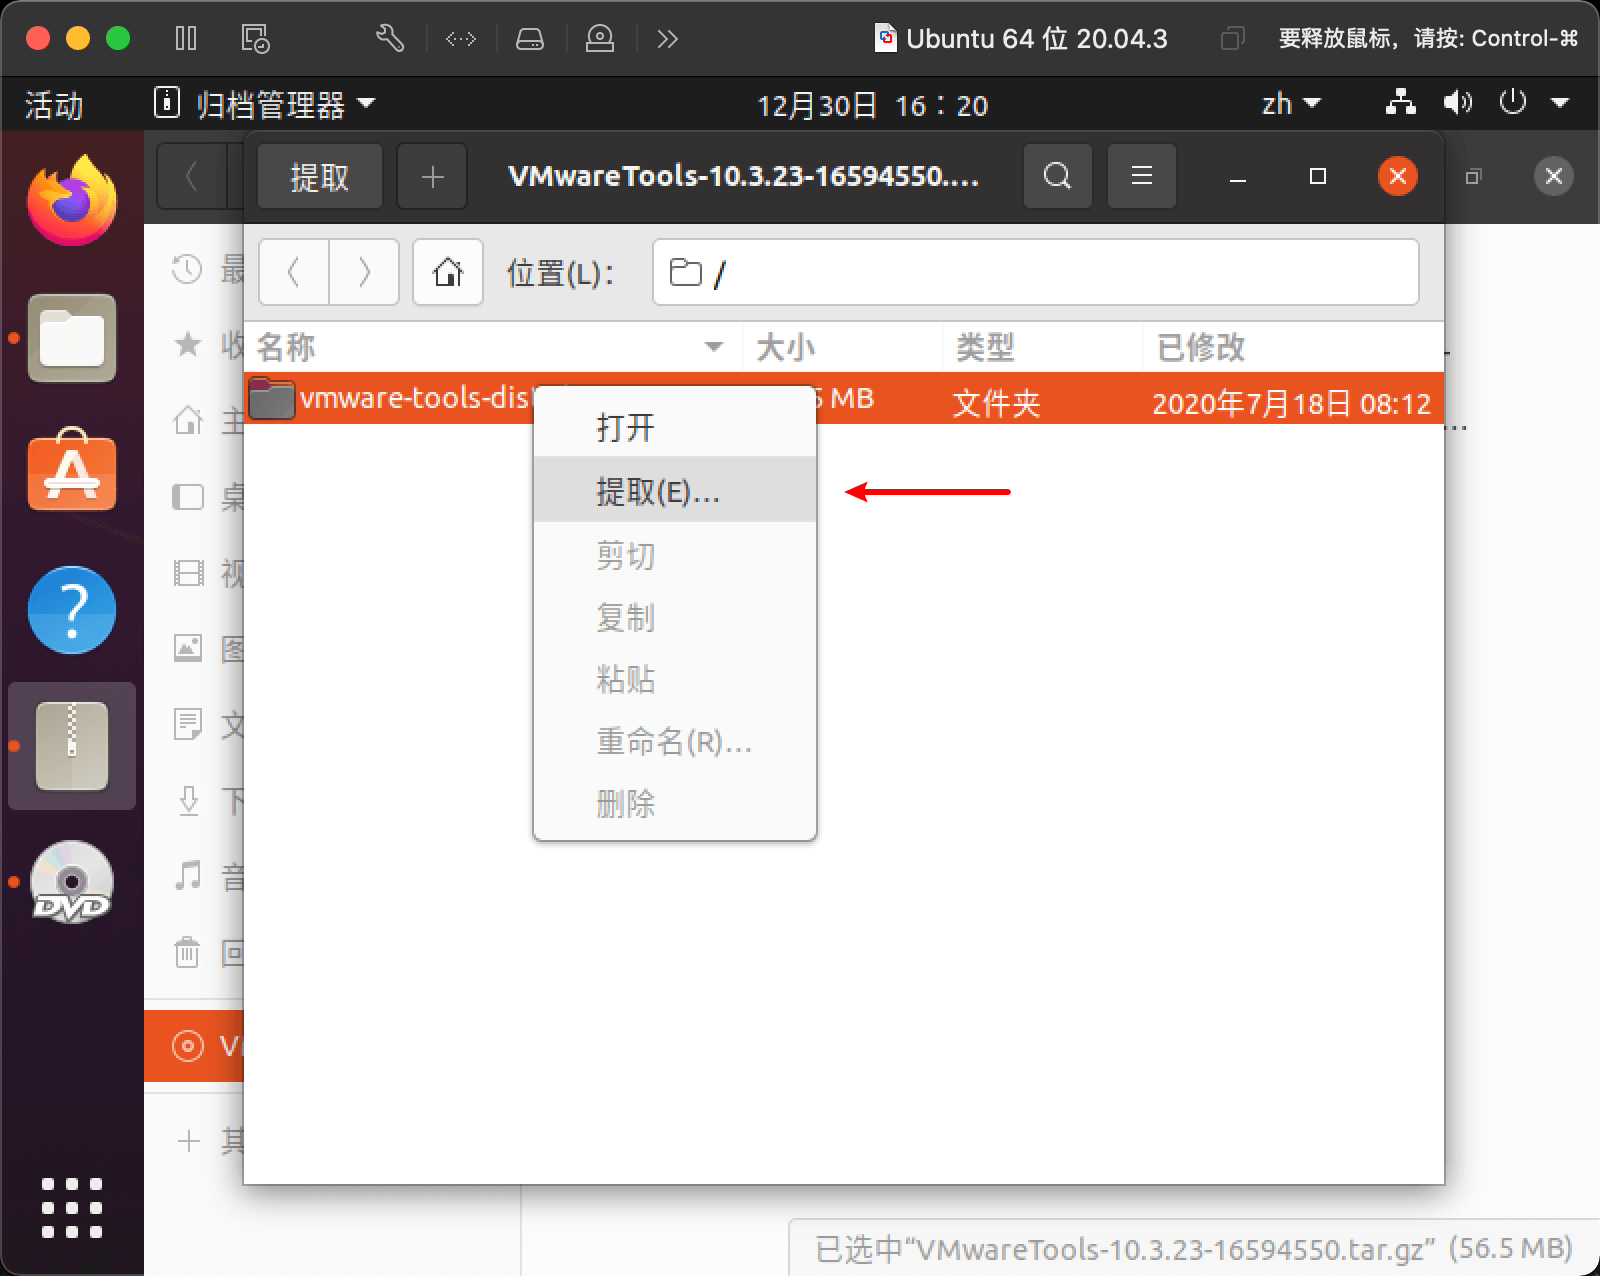 Ubuntu 64 位 20.04.3
要释放鼠标，请按: Control-⌘
活动
归档管理器
12月30日 16：20
zh
提取
VMwareTools-10.3.23-16594550....
位置(L)：
/
名称
大小
类型
已修改
vmware-tools-dis
MB
文件夹
2020年7月18日 08:12
打开
提取(E)...
剪切
复制
粘贴
重命名(R)...
删除
最
收
主
桌
视
图
文
下
音
回
V
其
DVD
已选中“VMwareTools-10.3.23-16594550.tar.gz” (56.5 MB)